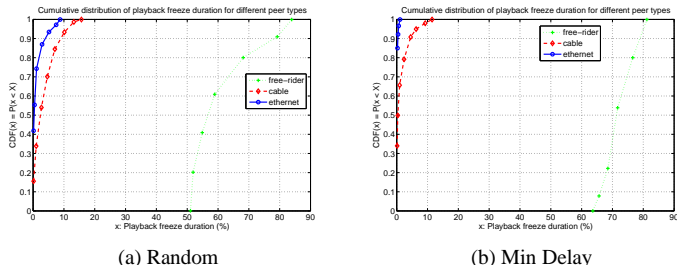 Cumulative distribution of playback freeze duration for different peer types
CDF(x) = P(x < X)
1
0.9
0.8
0.7
0.6
0.5
0.4
0.3
0.2
0.1
0
free-rider
cable
ethernet
0 10 20 30 40 50 60 70 80 90
x: Playback freeze duration (%)
(a) Random
Cumulative distribution of playback freeze duration for different peer types
CDF(x) = P(x < X)
1
0.9
0.8
0.7
0.6
0.5
0.4
0.3
0.2
0.1
0
free-rider
cable
ethernet
0 10 20 30 40 50 60 70 80 90
x: Playback freeze duration (%)
(b) Min Delay